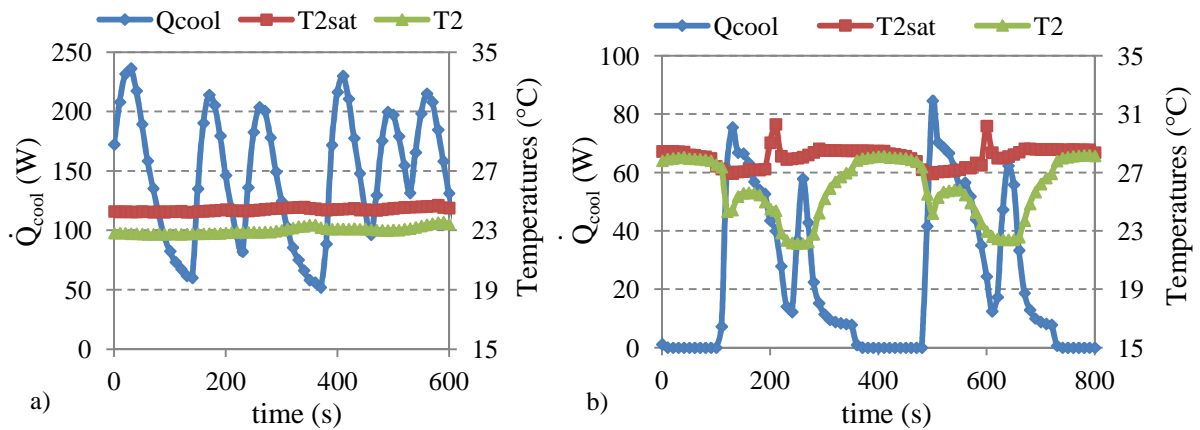 Qcool T2sat T2
250
200
150
100
50
0
Q̇cool (W)
35
31
27
23
19
15
Temperatures (°C)
0 200 400 600
time (s)
a)
Qcool T2sat T2
100
80
60
40
20
0
Q̇cool (W)
35
31
27
23
19
15
Temperatures (°C)
0 200 400 600 800
time (s)
b)